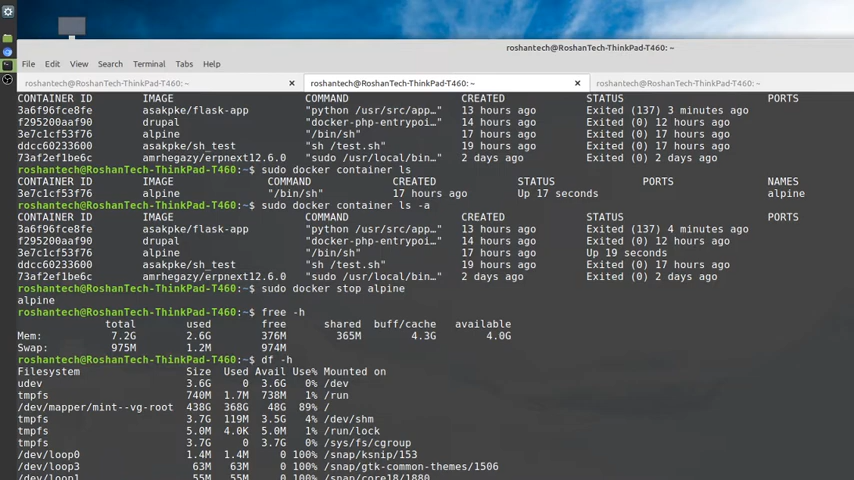 roshantech@RoshanTech-ThinkPad-T460: ~
File Edit View Search Terminal Tabs Help
roshantech@RoshanTech-ThinkPad-T460: ~ × roshantech@RoshanTech-ThinkPad-T460: ~ × roshantech@RoshanTech-ThinkPad-T460: ~
CONTAINER ID IMAGE COMMAND CREATED STATUS PORTS
3a6f96fce8fe asakpke/flask-app "python /usr/src/app…" 13 hours ago Exited (137) 3 minutes ago
f295200aaf90 drupal "docker-php-entrypoi…" 14 hours ago Exited (0) 12 hours ago
3e7c1cf53f76 alpine "/bin/sh" 17 hours ago Exited (0) 17 hours ago
ddcc60233600 asakpke/sh_test "sh /test.sh" 19 hours ago Exited (0) 17 hours ago
73af2ef1be6c amrhegazy/erpnext12.6.0 "sudo /usr/local/bin…" 2 days ago Exited (0) 2 days ago
roshantech@RoshanTech-ThinkPad-T460:~$ sudo docker container ls
CONTAINER ID IMAGE COMMAND CREATED STATUS PORTS NAMES
3e7c1cf53f76 alpine "/bin/sh" 17 hours ago Up 17 seconds alpine
roshantech@RoshanTech-ThinkPad-T460:~$ sudo docker container ls -a
CONTAINER ID IMAGE COMMAND CREATED STATUS PORTS
3a6f96fce8fe asakpke/flask-app "python /usr/src/app…" 13 hours ago Exited (137) 4 minutes ago
f295200aaf90 drupal "docker-php-entrypoi…" 14 hours ago Exited (0) 12 hours ago
3e7c1cf53f76 alpine "/bin/sh" 17 hours ago Up 19 seconds
ddcc60233600 asakpke/sh_test "sh /test.sh" 19 hours ago Exited (0) 17 hours ago
73af2ef1be6c amrhegazy/erpnext12.6.0 "sudo /usr/local/bin…" 2 days ago Exited (0) 2 days ago
roshantech@RoshanTech-ThinkPad-T460:~$ sudo docker stop alpine
alpine
roshantech@RoshanTech-ThinkPad-T460:~$ free -h
total used free shared buff/cache available
Mem: 7.2G 2.6G 376M 365M 4.3G 4.0G
Swap: 975M 1.2M 974M
roshantech@RoshanTech-ThinkPad-T460:~$ df -h
Filesystem Size Used Avail Use% Mounted on
udev 3.6G 0 3.6G 0% /dev
tmpfs 740M 1.7M 738M 1% /run
/dev/mapper/mint--vg-root 438G 368G 48G 89% /
tmpfs 3.7G 119M 3.5G 4% /dev/shm
tmpfs 5.0M 4.0K 5.0M 1% /run/lock
tmpfs 3.7G 0 3.7G 0% /sys/fs/cgroup
/dev/loop0 1.4M 1.4M 0 100% /snap/ksnip/153
/dev/loop3 63M 63M 0 100% /snap/gtk-common-themes/1506
/dev/loop1 55M 55M 0 100% /snap/core18/1880